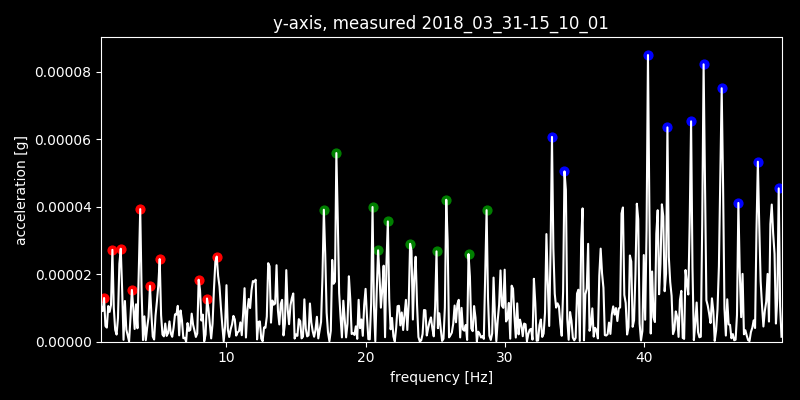 y-axis, measured 2018_03_31-15_10_01
0.00008
0.00006
0.00004
0.00002
0.00000
acceleration [g]
10 20 30 40
frequency [Hz]